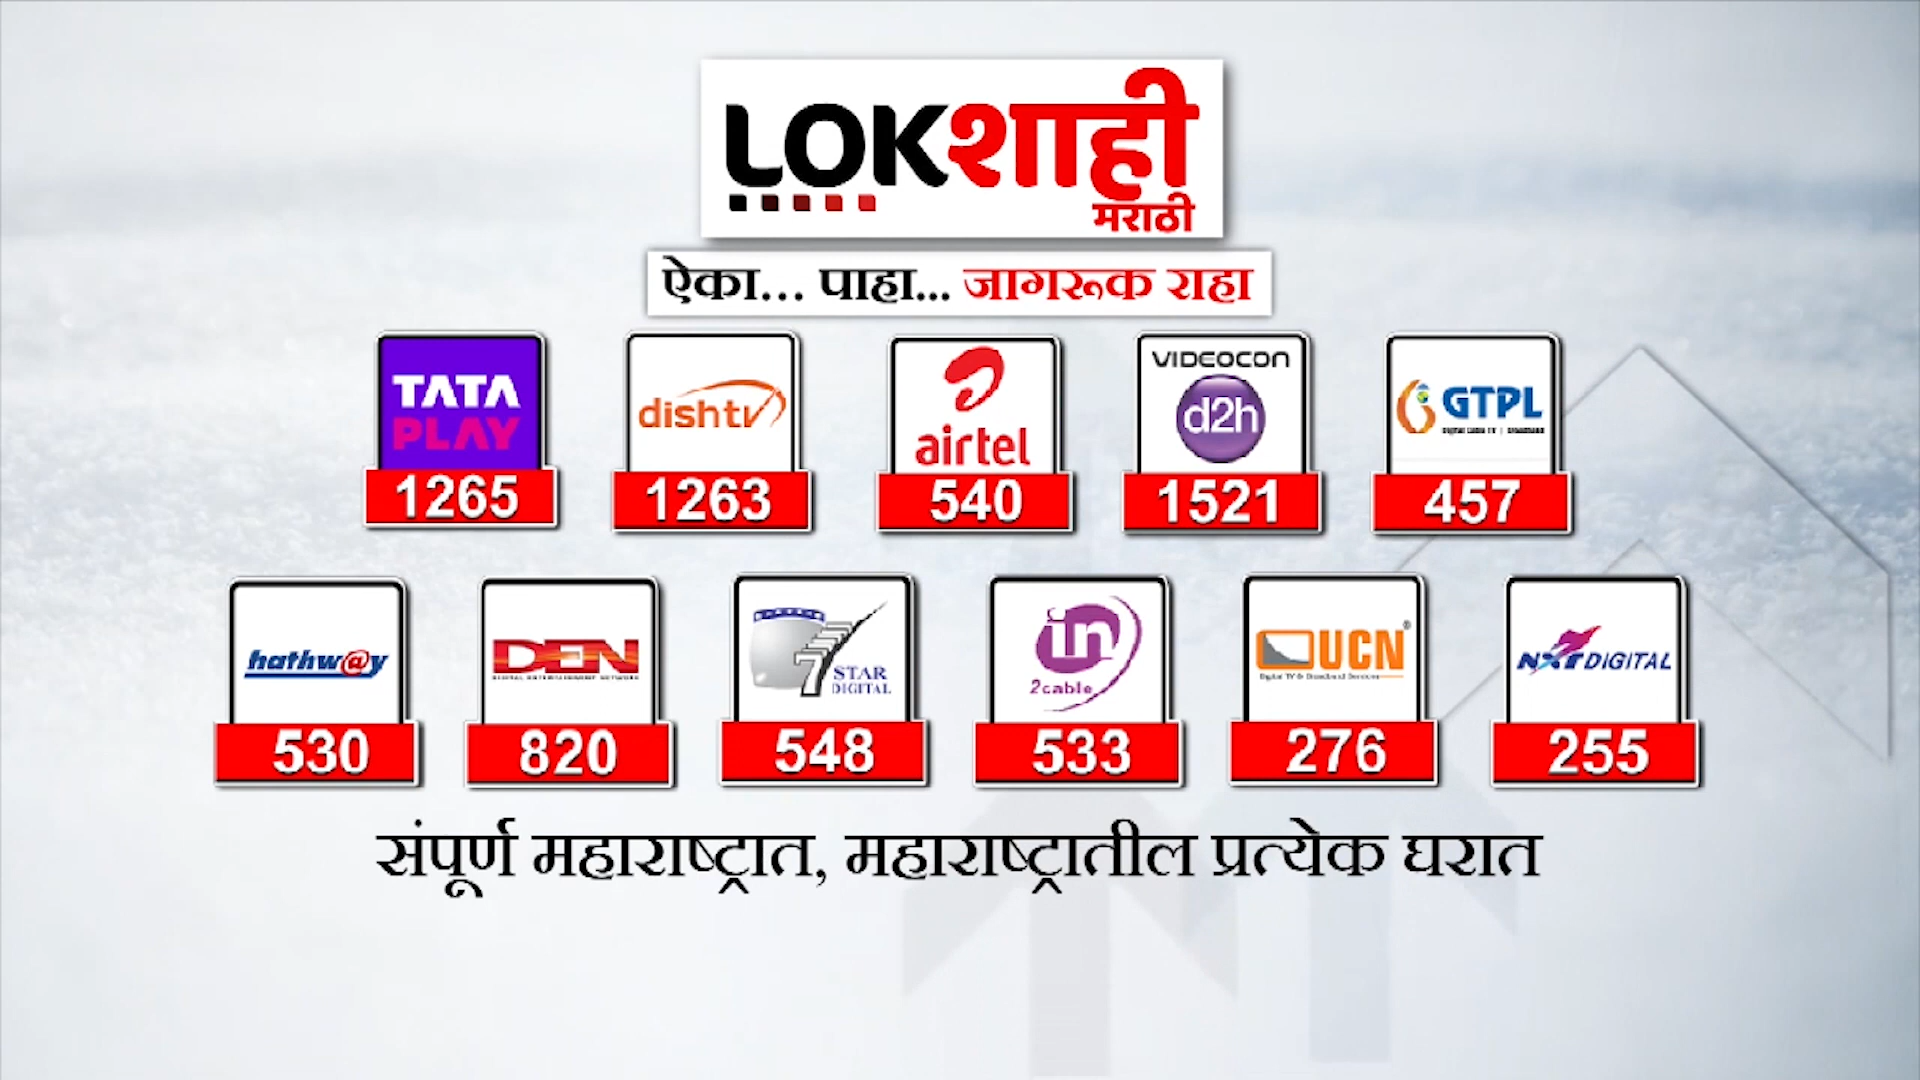 LOKशाही
मराठी
ऐका... पाहा... जागरूक राहा
TATA PLAY
dishtv
airtel
VIDEOCON d2h
GTPL
1265
1263
540
1521
457
hathw@y
DEN
7 STAR DIGITAL
in 2cable
UCN®
NXT DIGITAL
530
820
548
533
276
255
संपूर्ण महाराष्ट्रात, महाराष्ट्रातील प्रत्येक घरात